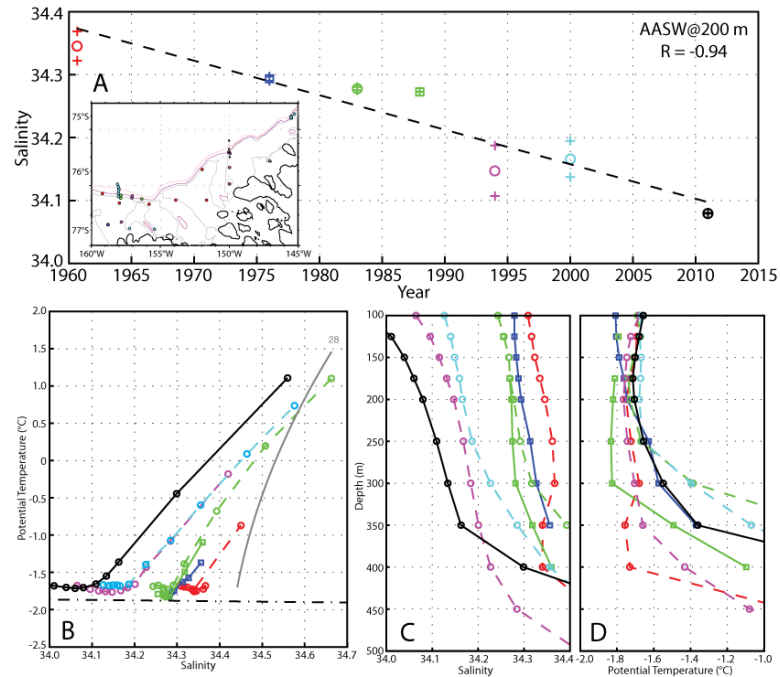 34.4
34.3
34.2
34.1
34.0
Salinity
AASW@200 m
R = -0.94
A
75°S
76°S
77°S
160°W 155°W 150°W 145°W
1960 1965 1970 1975 1980 1985 1990 1995 2000 2005 2010 2015
Year
2.0
1.5
1.0
0.5
0
-0.5
-1.0
-1.5
-2.0
-2.5
Potential Temperature (°C)
28
B
34.0 34.1 34.2 34.3 34.4 34.5 34.6 34.7
Salinity
100
150
200
250
300
350
400
450
500
Depth(m)
C
34.0 34.1 34.2 34.3 34.4
Salinity
D
-2.0 -1.8 -1.6 -1.4 -1.2 -1.0
Potential Temperature (°C)